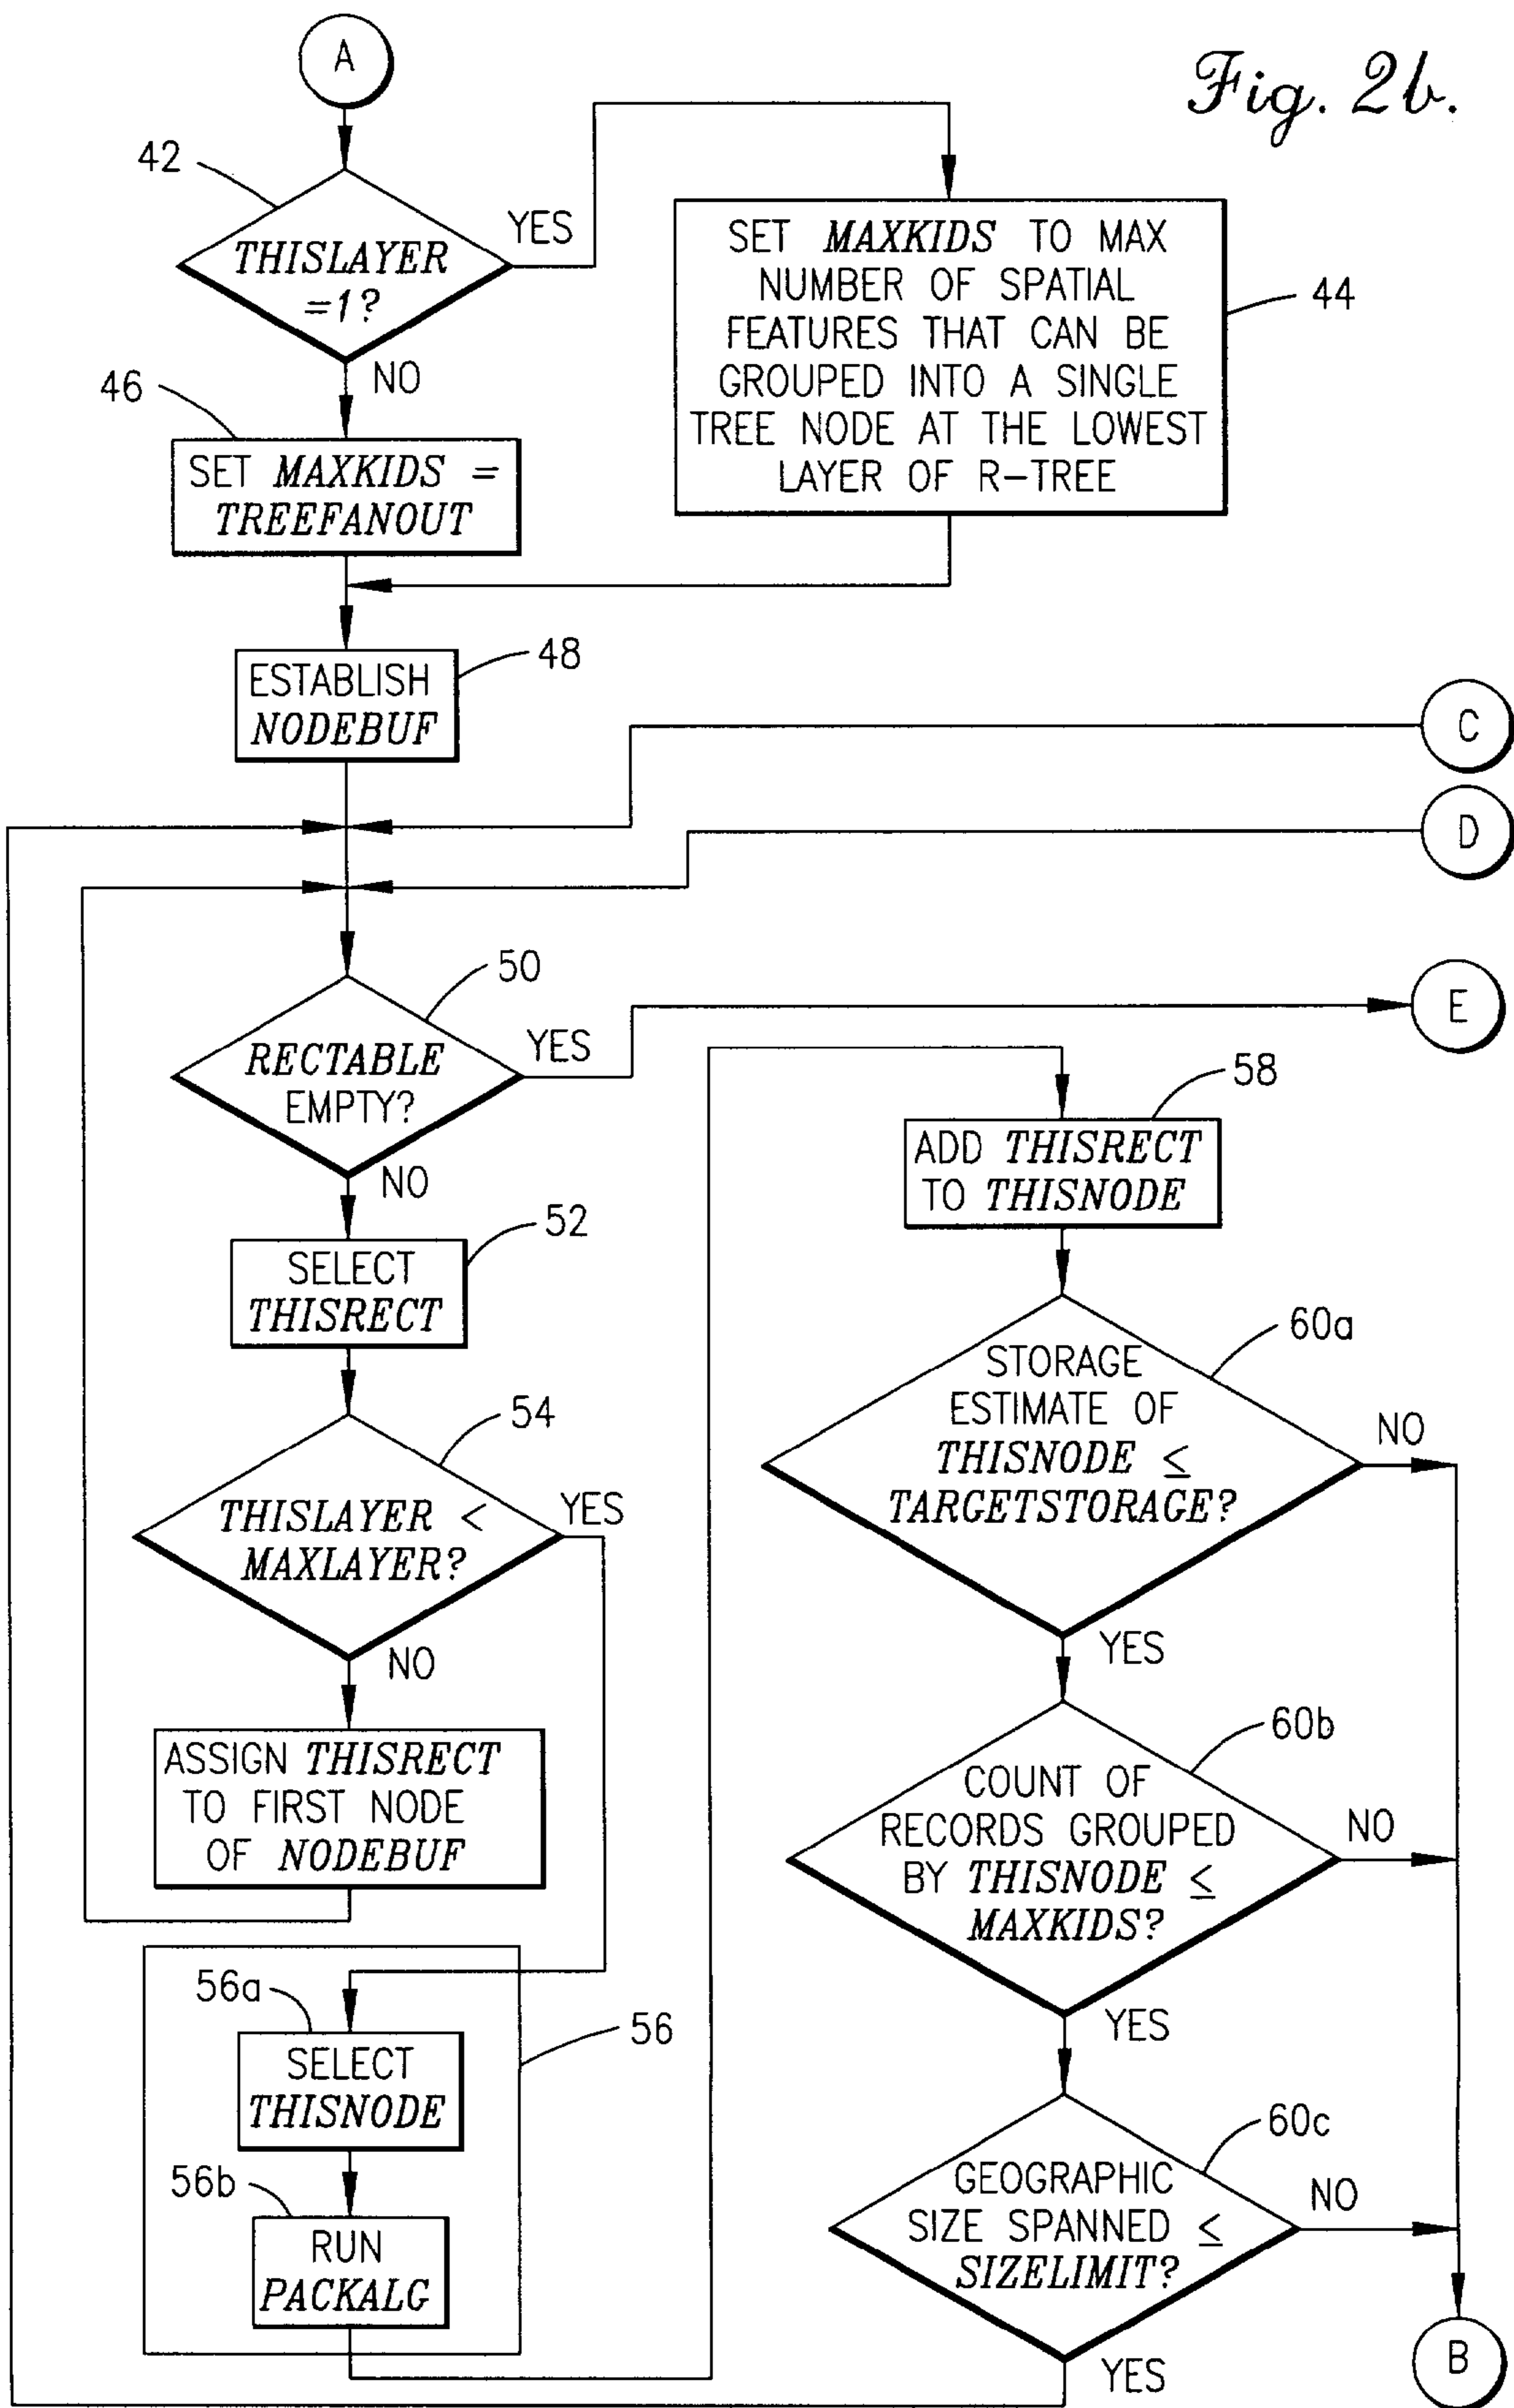 Fig. 2b.
A
42
THISLAYER
=1?
YES
NO
SET MAXKIDS TO MAX
NUMBER OF SPATIAL
FEATURES THAT CAN BE
GROUPED INTO A SINGLE
TREE NODE AT THE LOWEST
LAYER OF R-TREE
44
46
SET MAXKIDS =
TREEFANOUT
ESTABLISH
NODEBUF
48
C
D
50
RECTABLE
EMPTY?
YES
E
NO
52
SELECT
THISRECT
54
THISLAYER <
MAXLAYER?
YES
NO
ASSIGN THISRECT
TO FIRST NODE
OF NODEBUF
56a
SELECT
THISNODE
56
56b
RUN
PACKALG
58
ADD THISRECT
TO THISNODE
60a
STORAGE
ESTIMATE OF
THISNODE ≤
TARGETSTORAGE?
NO
YES
60b
COUNT OF
RECORDS GROUPED
BY THISNODE ≤
MAXKIDS?
NO
YES
60c
GEOGRAPHIC
SIZE SPANNED ≤
SIZELIMIT?
NO
YES
B